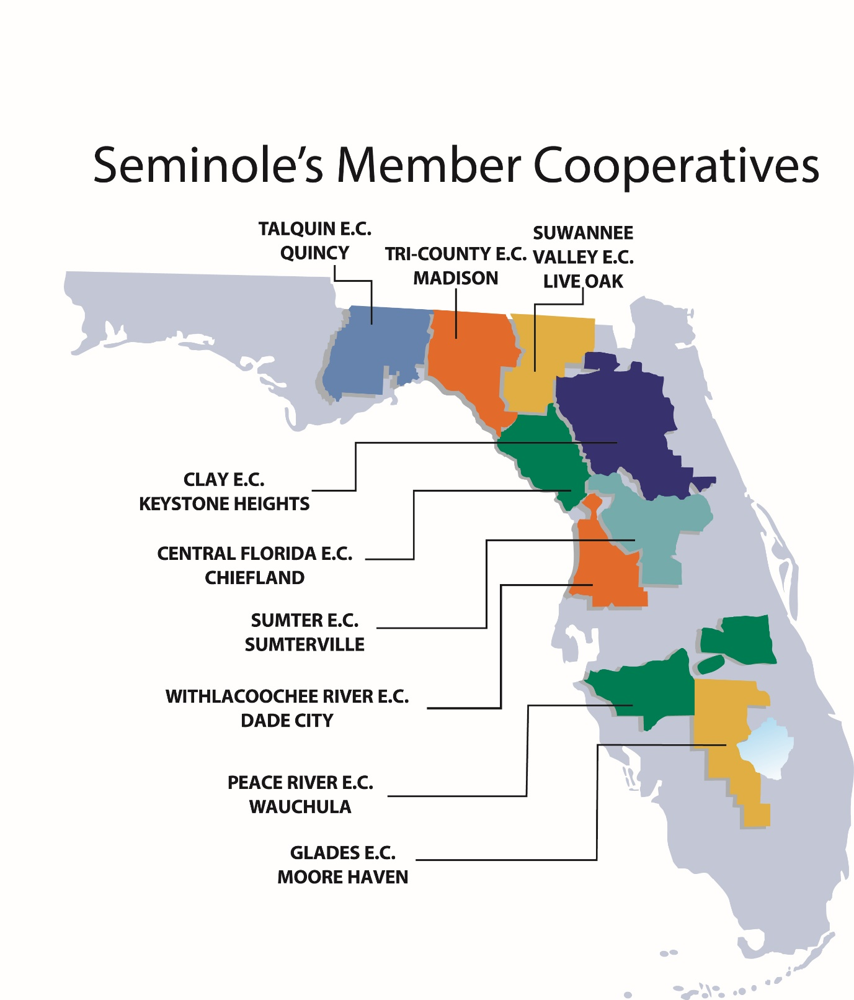 Seminole’s Member Cooperatives
TALQUIN E.C.
QUINCY
TRI-COUNTY E.C.
MADISON
SUWANNEE
VALLEY E.C.
LIVE OAK
CLAY E.C.
KEYSTONE HEIGHTS
CENTRAL FLORIDA E.C.
CHIEFLAND
SUMTER E.C.
SUMTERVILLE
WITHLACOOCHEE RIVER E.C.
DADE CITY
PEACE RIVER E.C.
WAUCHULA
GLADES E.C.
MOORE HAVEN